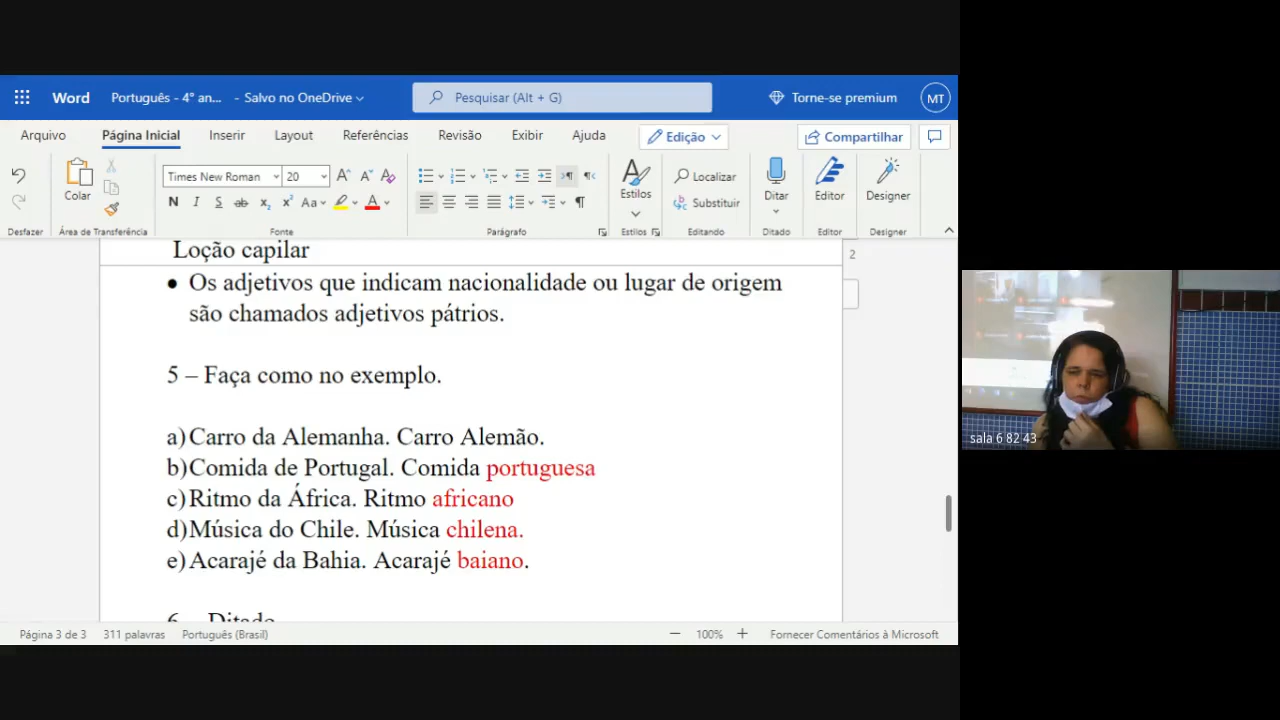 Word Português - 4° an... - Salvo no OneDrive Pesquisar (Alt + G) Torne-se premium MT
Arquivo Página Inicial Inserir Layout Referências Revisão Exibir Ajuda Edição Compartilhar
Colar Times New Roman 20 Estilos Localizar Substituir Ditar Editor Designer
Desfazer Área de Transferência Fonte Parágrafo Estilos Editando Ditado Editor Designer
Loção capilar
2
• Os adjetivos que indicam nacionalidade ou lugar de origem
são chamados adjetivos pátrios.
5 – Faça como no exemplo.
a) Carro da Alemanha. Carro Alemão.
b) Comida de Portugal. Comida portuguesa
c) Ritmo da África. Ritmo africano
d) Música do Chile. Música chilena.
e) Acarajé da Bahia. Acarajé baiano.
6 – Ditado
Página 3 de 3 311 palavras Português (Brasil) 100% Fornecer Comentários à Microsoft
sala 6 82 43